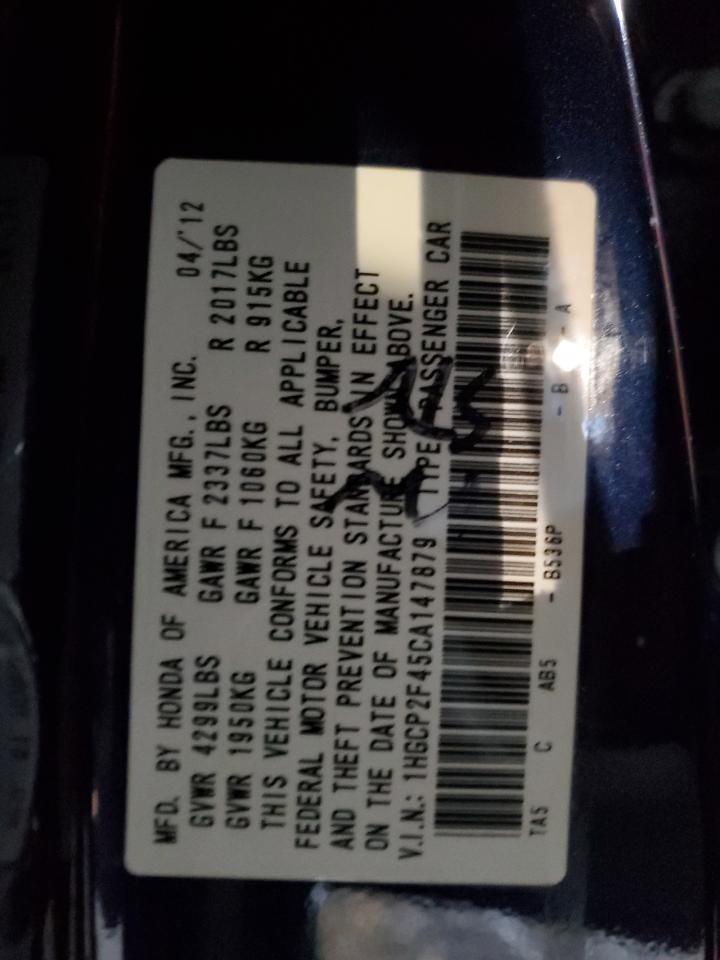 MFD. BY HONDA OF AMERICA MFG., INC. 04/'12
GVWR 4299LBS GAWR F 2337LBS R 2017LBS
GVWR 1950KG GAWR F 1060KG R 915KG
THIS VEHICLE CONFORMS TO ALL APPLICABLE
FEDERAL MOTOR VEHICLE SAFETY, BUMPER,
AND THEFT PREVENTION STANDARDS IN EFFECT
ON THE DATE OF MANUFACTURE SHOWN ABOVE.
V.I.N.: 1HGCP2F45CA147879 TYPE: PASSENGER CAR
TA5 C AB5 - B536P - B - A